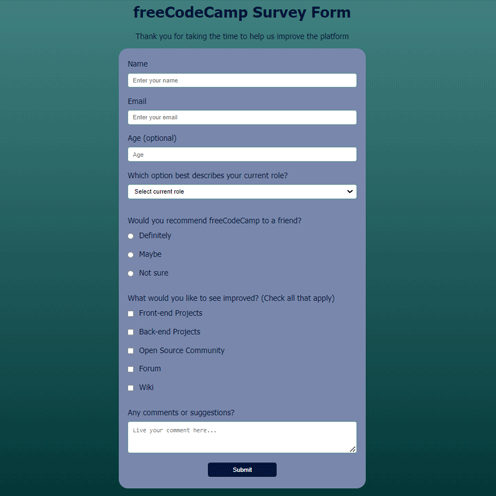 freeCodeCamp Survey Form
Thank you for taking the time to help us improve the platform
Name
Enter your name
Email
Enter your email
Age (optional)
Age
Which option best describes your current role?
Select current role
Would you recommend freeCodeCamp to a friend?
Definitely
Maybe
Not sure
What would you like to see improved? (Check all that apply)
Front-end Projects
Back-end Projects
Open Source Community
Forum
Wiki
Any comments or suggestions?
Live your comment here...
Submit